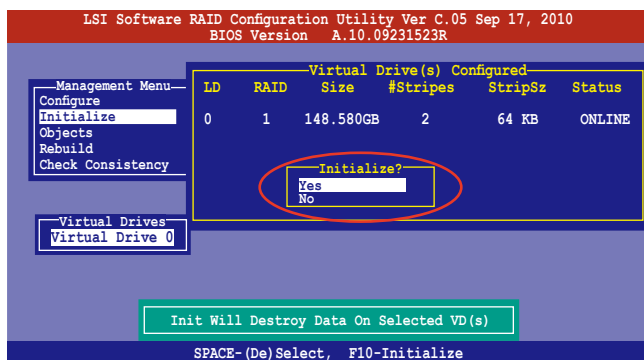 LSI Software RAID Configuration Utility Ver C.05 Sep 17, 2010
BIOS Version A.10.09231523R
Virtual Drive(s) Configured
LD RAID Size #Stripes StripSz Status
0 1 148.580GB 2 64 KB ONLINE
Management Menu
Configure
Initialize
Objects
Rebuild
Check Consistency
Initialize?
Yes
No
Virtual Drives
Virtual Drive 0
Init Will Destroy Data On Selected VD(s)
SPACE-(De)Select, F10-Initialize